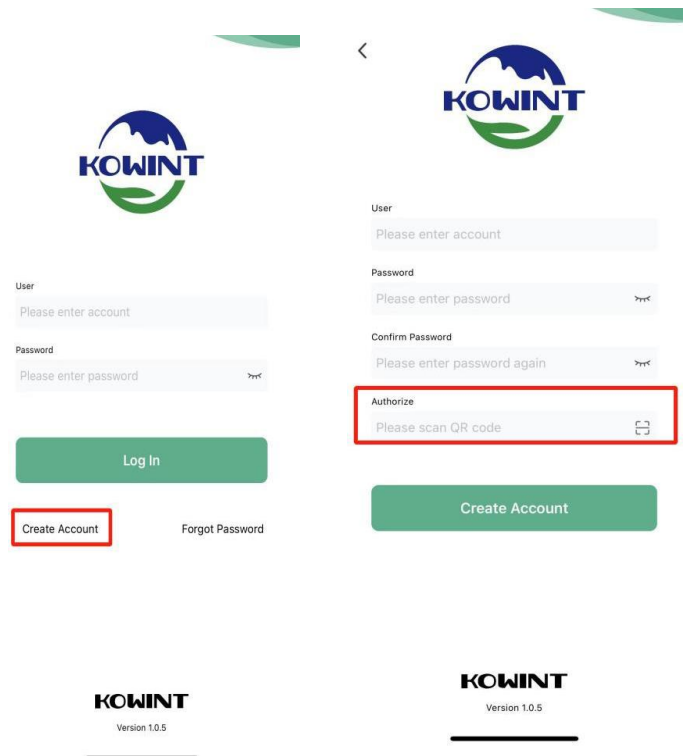 KOWINT
User
Please enter account
Password
Please enter password
Log In
Create Account
Forgot Password
KOWINT
Version 1.0.5
KOWINT
User
Please enter account
Password
Please enter password
Confirm Password
Please enter password again
Authorize
Please scan QR code
Create Account
KOWINT
Version 1.0.5